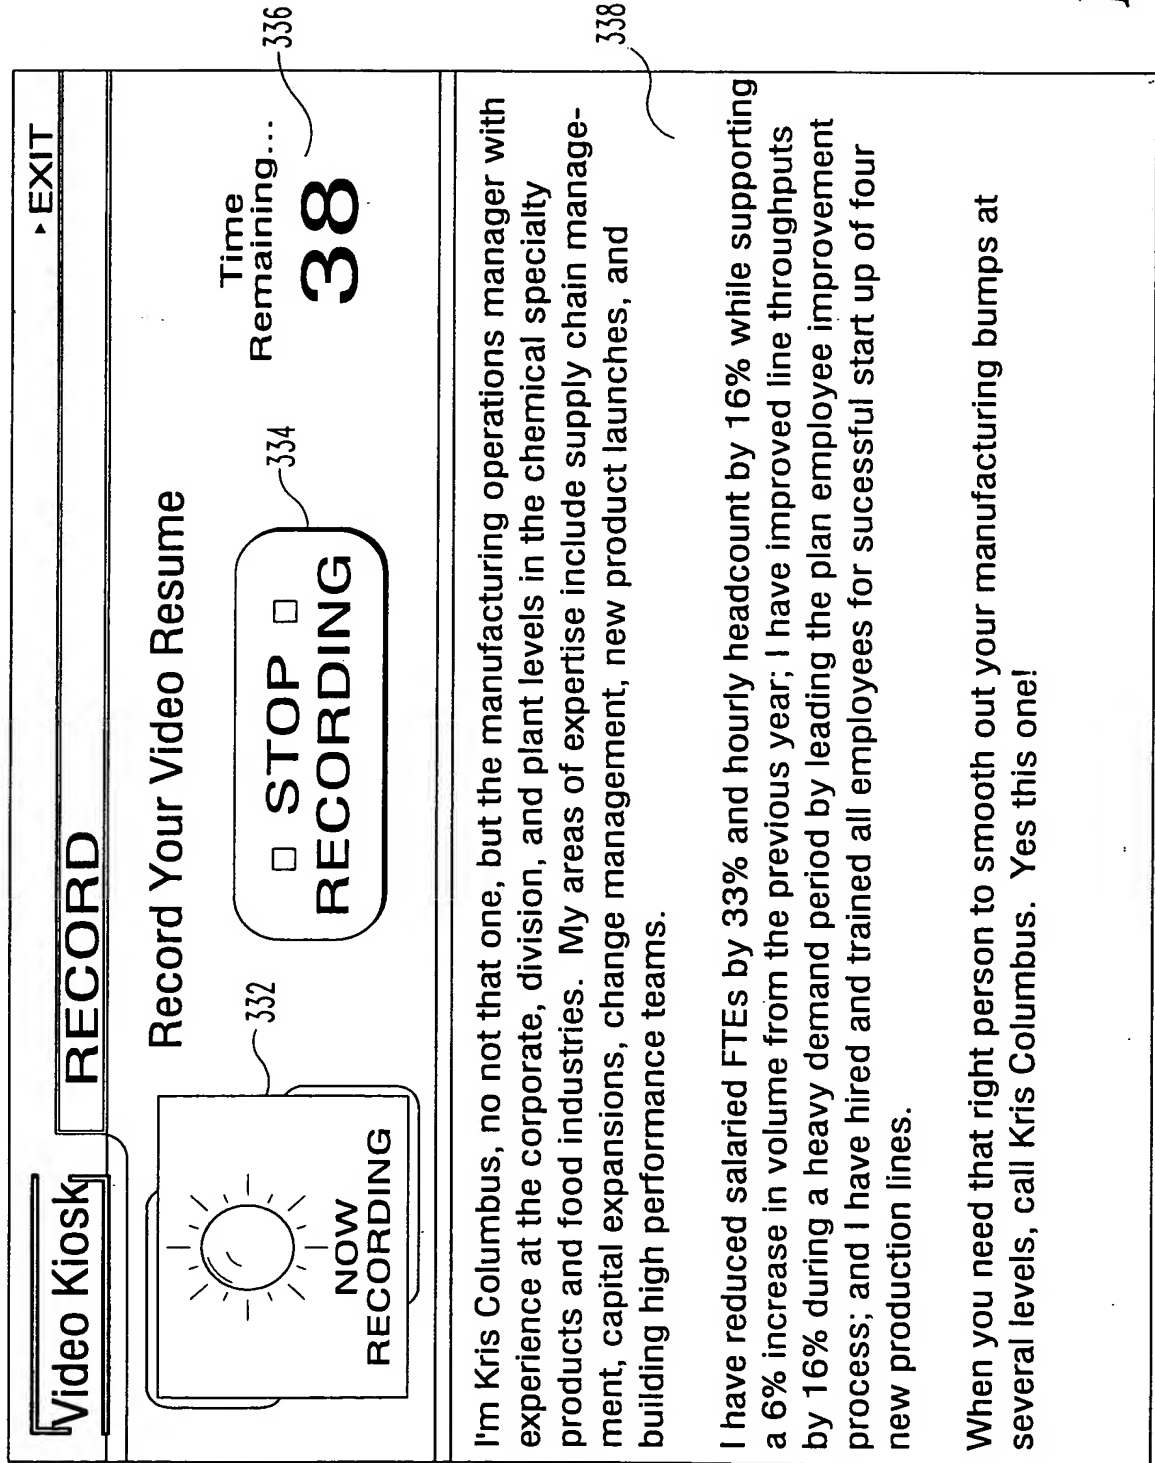 Video Kiosk
▸EXIT
RECORD
Record Your Video Resume
NOW
RECORDING
332
□ STOP □
RECORDING
334
Time
Remaining...
38
336
I'm Kris Columbus, no not that one, but the manufacturing operations manager with
experience at the corporate, division, and plant levels in the chemical specialty
products and food industries. My areas of expertise include supply chain manage-
ment, capital expansions, change management, new product launches, and
building high performance teams.
338
I have reduced salaried FTEs by 33% and hourly headcount by 16% while supporting
a 6% increase in volume from the previous year; I have improved line throughputs
by 16% during a heavy demand period by leading the plan employee improvement
process; and I have hired and trained all employees for sucessful start up of four
new production lines.
When you need that right person to smooth out your manufacturing bumps at
several levels, call Kris Columbus. Yes this one!